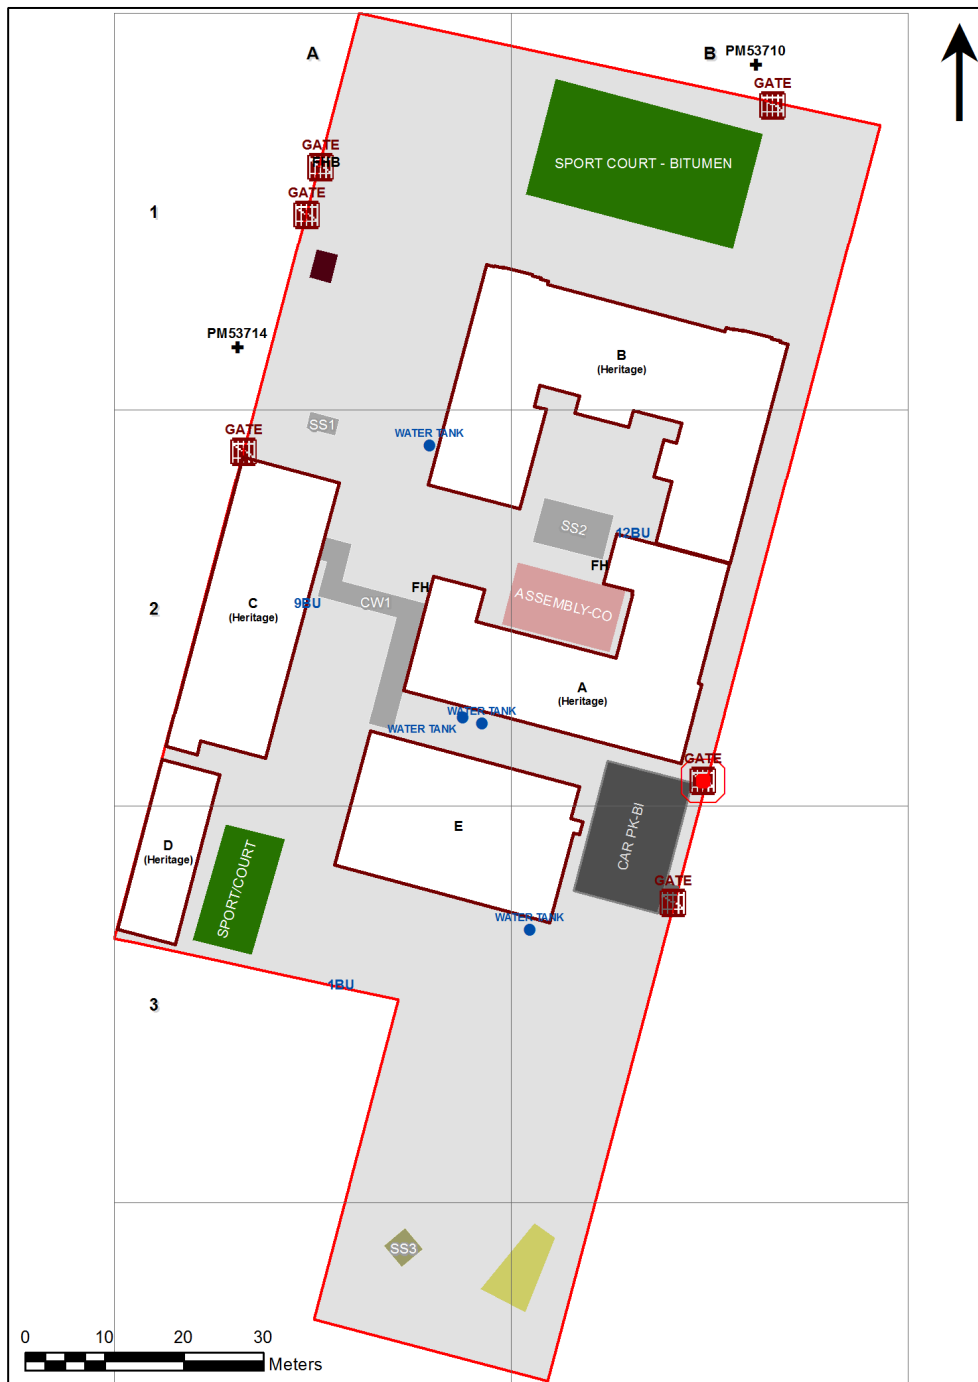 A
B
PM53710
GATE
SPORT COURT - BITUMEN
GATE
FHB
GATE
1
PM53714
B
(Heritage)
SS1
GATE
WATER TANK
SS2
12BU
FH
FH
C
(Heritage)
9BU
CW1
ASSEMBLY-CO
2
A
(Heritage)
WATER TANK
WATER TANK
GATE
E
CAR PK-BI
D
(Heritage)
SPORT/COURT
GATE
WATER TANK
1BU
3
SS3
0 10 20 30
Meters